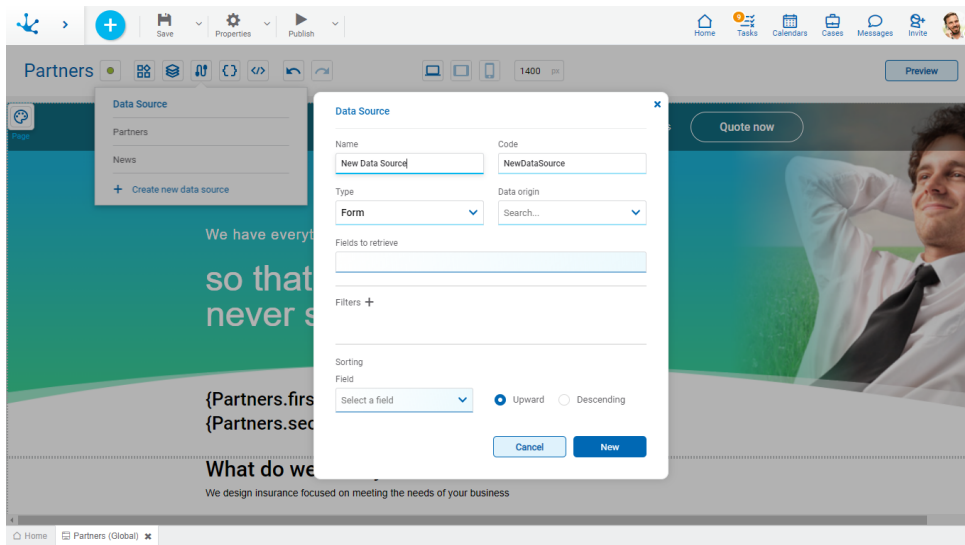 Save
Properties
Publish
Home
9
Tasks
Calendars
Cases
Messages
Invite
Partners
1400 px
Preview
Page
Data Source
Partners
News
Create new data source
Quote now
We have everyt
so that
never s
{Partners.firs
{Partners.sec
What do we
We design insurance focused on meeting the needs of your business
Data Source
Name
Code
New Data Source
NewDataSource
Type
Data origin
Form
Search...
Fields to retrieve
Filters
Sorting
Field
Select a field
Upward
Descending
Cancel
New
Home
Partners (Global)